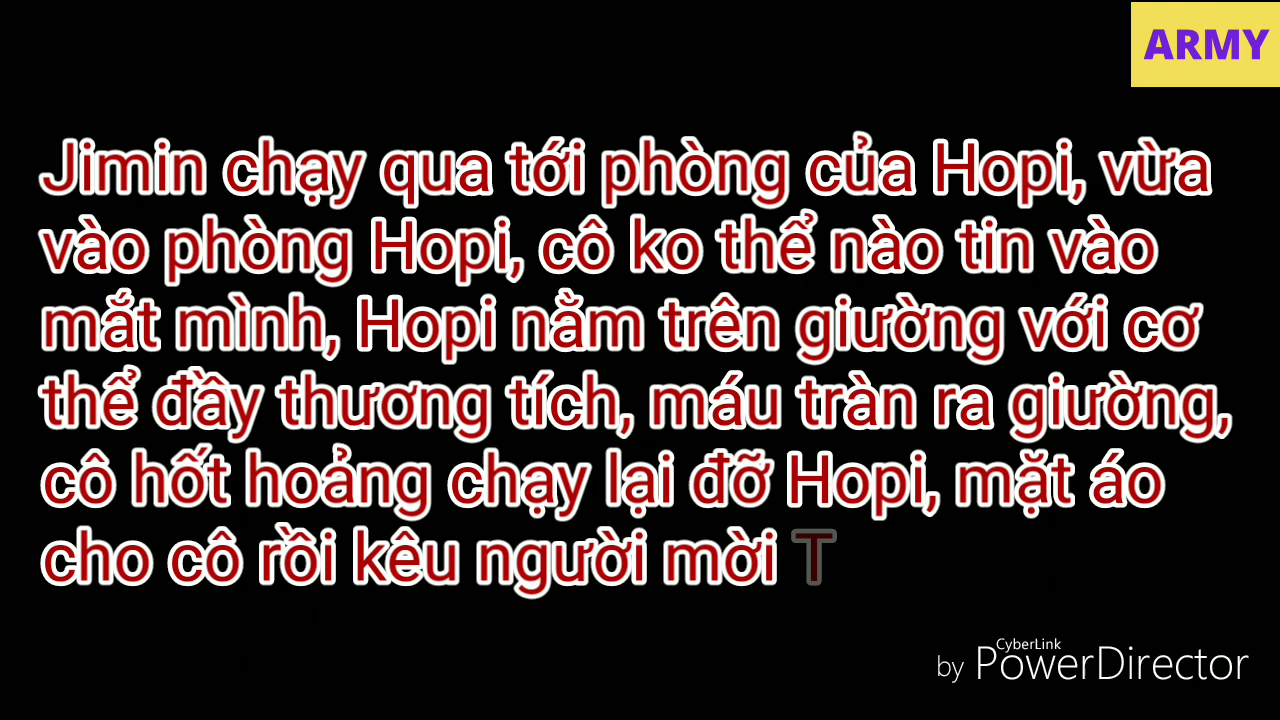 ARMY
Jimin chạy qua tới phòng của Hopi, vừa
vào phòng Hopi, cô ko thể nào tin vào
mắt mình, Hopi nằm trên giường với cơ
thể đầy thương tích, máu tràn ra giường,
cô hốt hoảng chạy lại đỡ Hopi, mặt áo
cho cô rồi kêu người mời T
by CyberLink PowerDirector